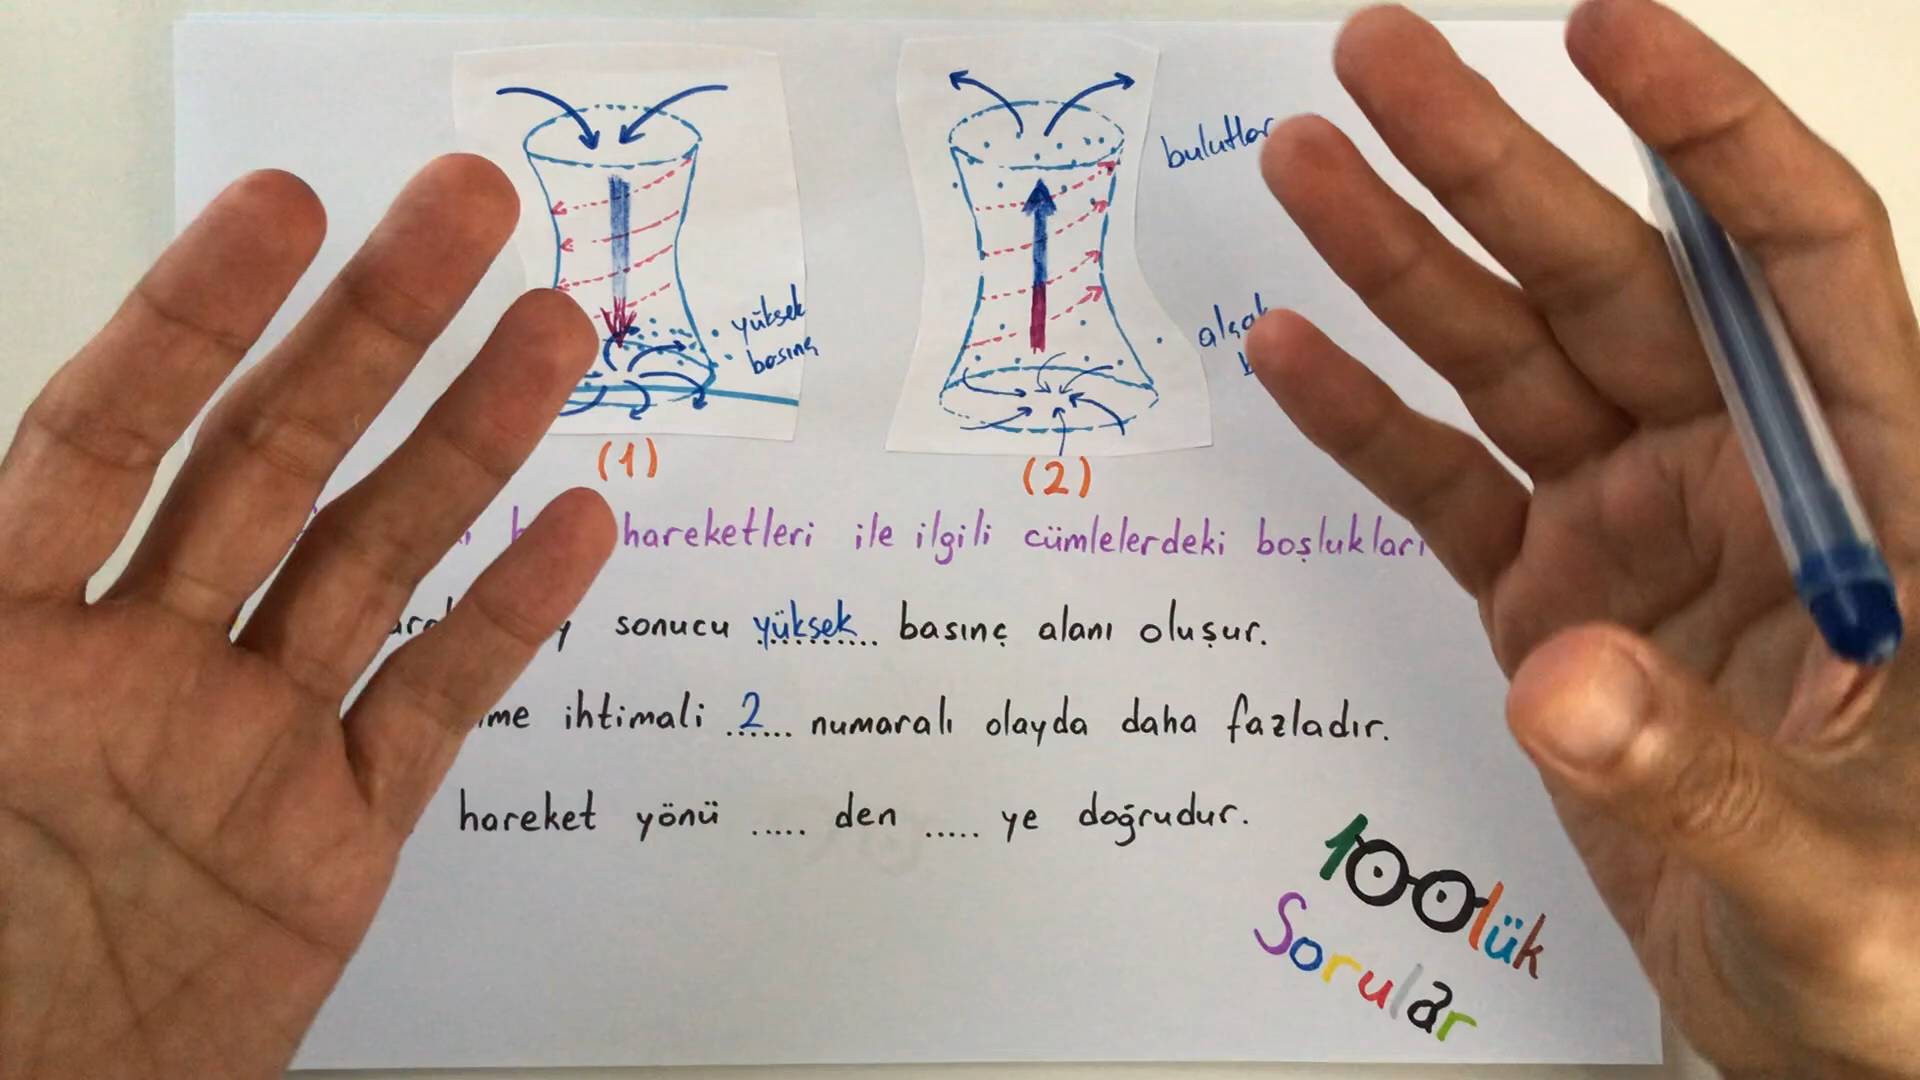 bulutlar
yüksek
basınç
(1)
(2)
hareketleri ile ilgili cümlelerdeki boşlukları
sonucu yüksek basınç alanı oluşur.
ihtimali 2 numaralı olayda daha fazladır.
hareket yönü ..... den ..... ye doğrudur.
100lük
Sorular